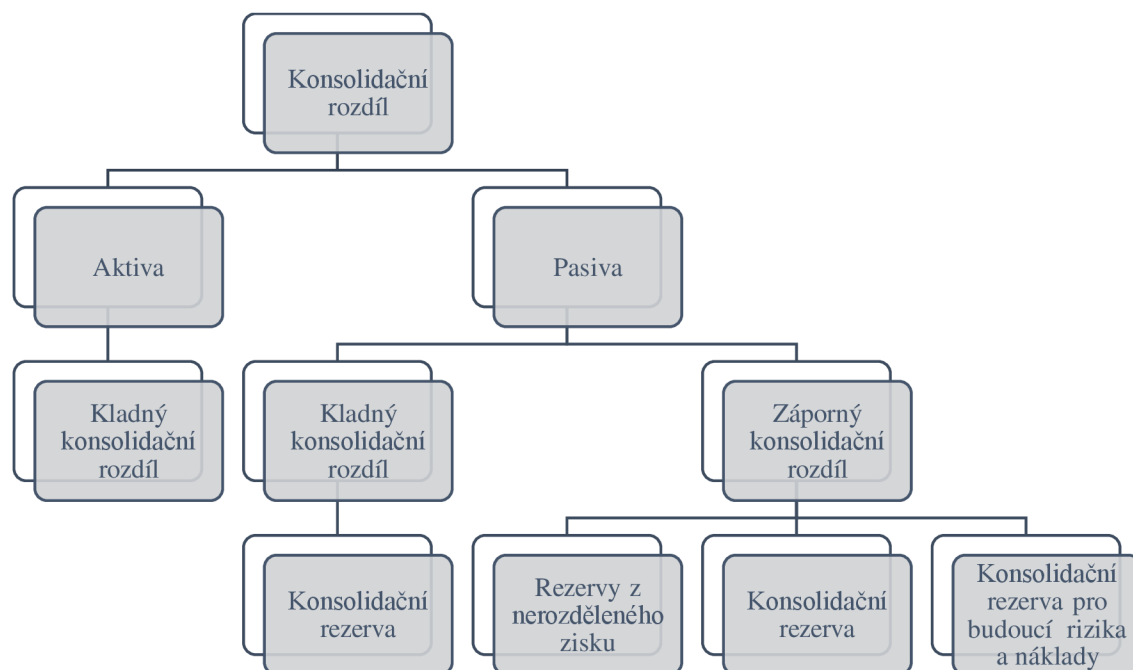 Konsolidační
rozdíl
Aktiva
Pasiva
Kladný
konsolidační
rozdíl
Kladný
konsolidační
rozdíl
Záporný
konsolidační
rozdíl
Konsolidační
rezerva
Rezervy z
nerozděleného
zisku
Konsolidační
rezerva
Konsolidační
rezerva pro
budoucí rizika
a náklady